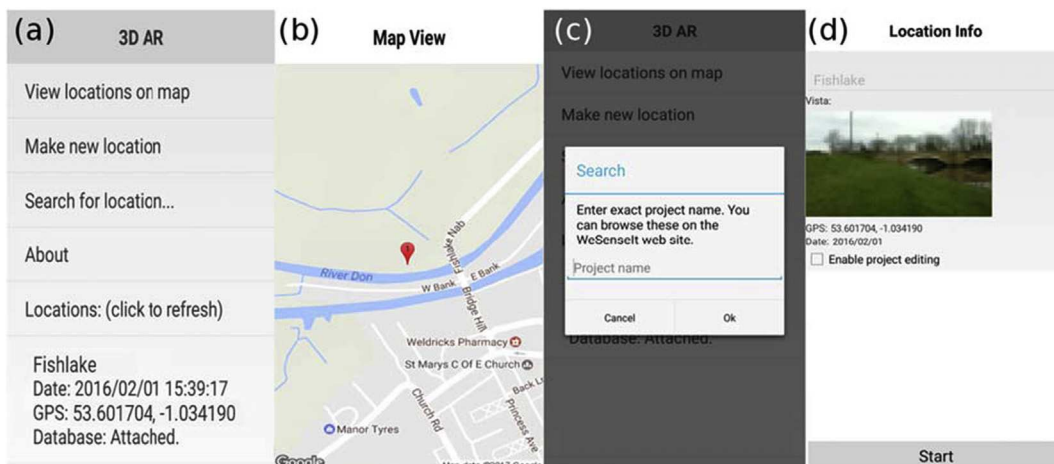 (a)
3D AR
View locations on map
Make new location
Search for location...
About
Locations: (click to refresh)
Fishlake
Date: 2016/02/01 15:39:17
GPS: 53.601704, -1.034190
Database: Attached.
(b)
Map View
Fishlake Nab
1
River Don
W Bank
E Bank
Bridge Hill
Weldricks Pharmacy
St Marys C Of E Church
Back
Church Rd
Princess Ave
Manor Tyres
Google
Map data ©2017 Google
(c)
3D AR
View locations on map
Make new location
Search
Enter exact project name. You
can browse these on the
WeSenseIt web site.
Project name
Cancel
Ok
Database: Attached.
(d)
Location Info
Fishlake
Vista:
GPS: 53.601704, -1.034190
Date: 2016/02/01
Enable project editing
Start